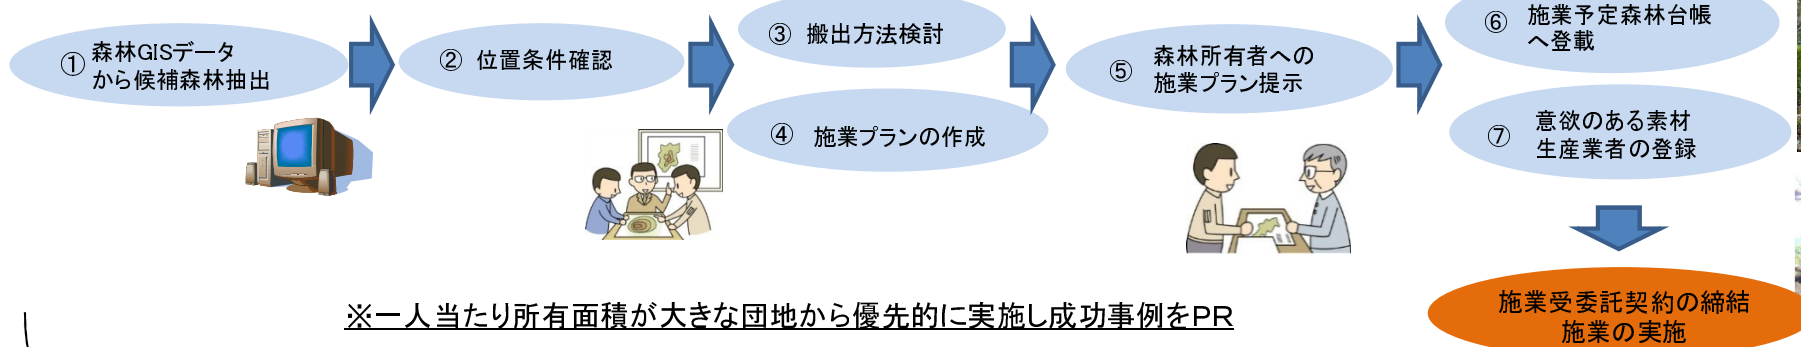 ① 森林GISデータ
から候補森林抽出
② 位置条件確認
③ 搬出方法検討
④ 施業プランの作成
⑤ 森林所有者への
施業プラン提示
⑥ 施業予定森林台帳
へ登載
⑦ 意欲のある素材
生産業者の登録
施業受委託契約の締結
施業の実施
※一人当たり所有面積が大きな団地から優先的に実施し成功事例をPR